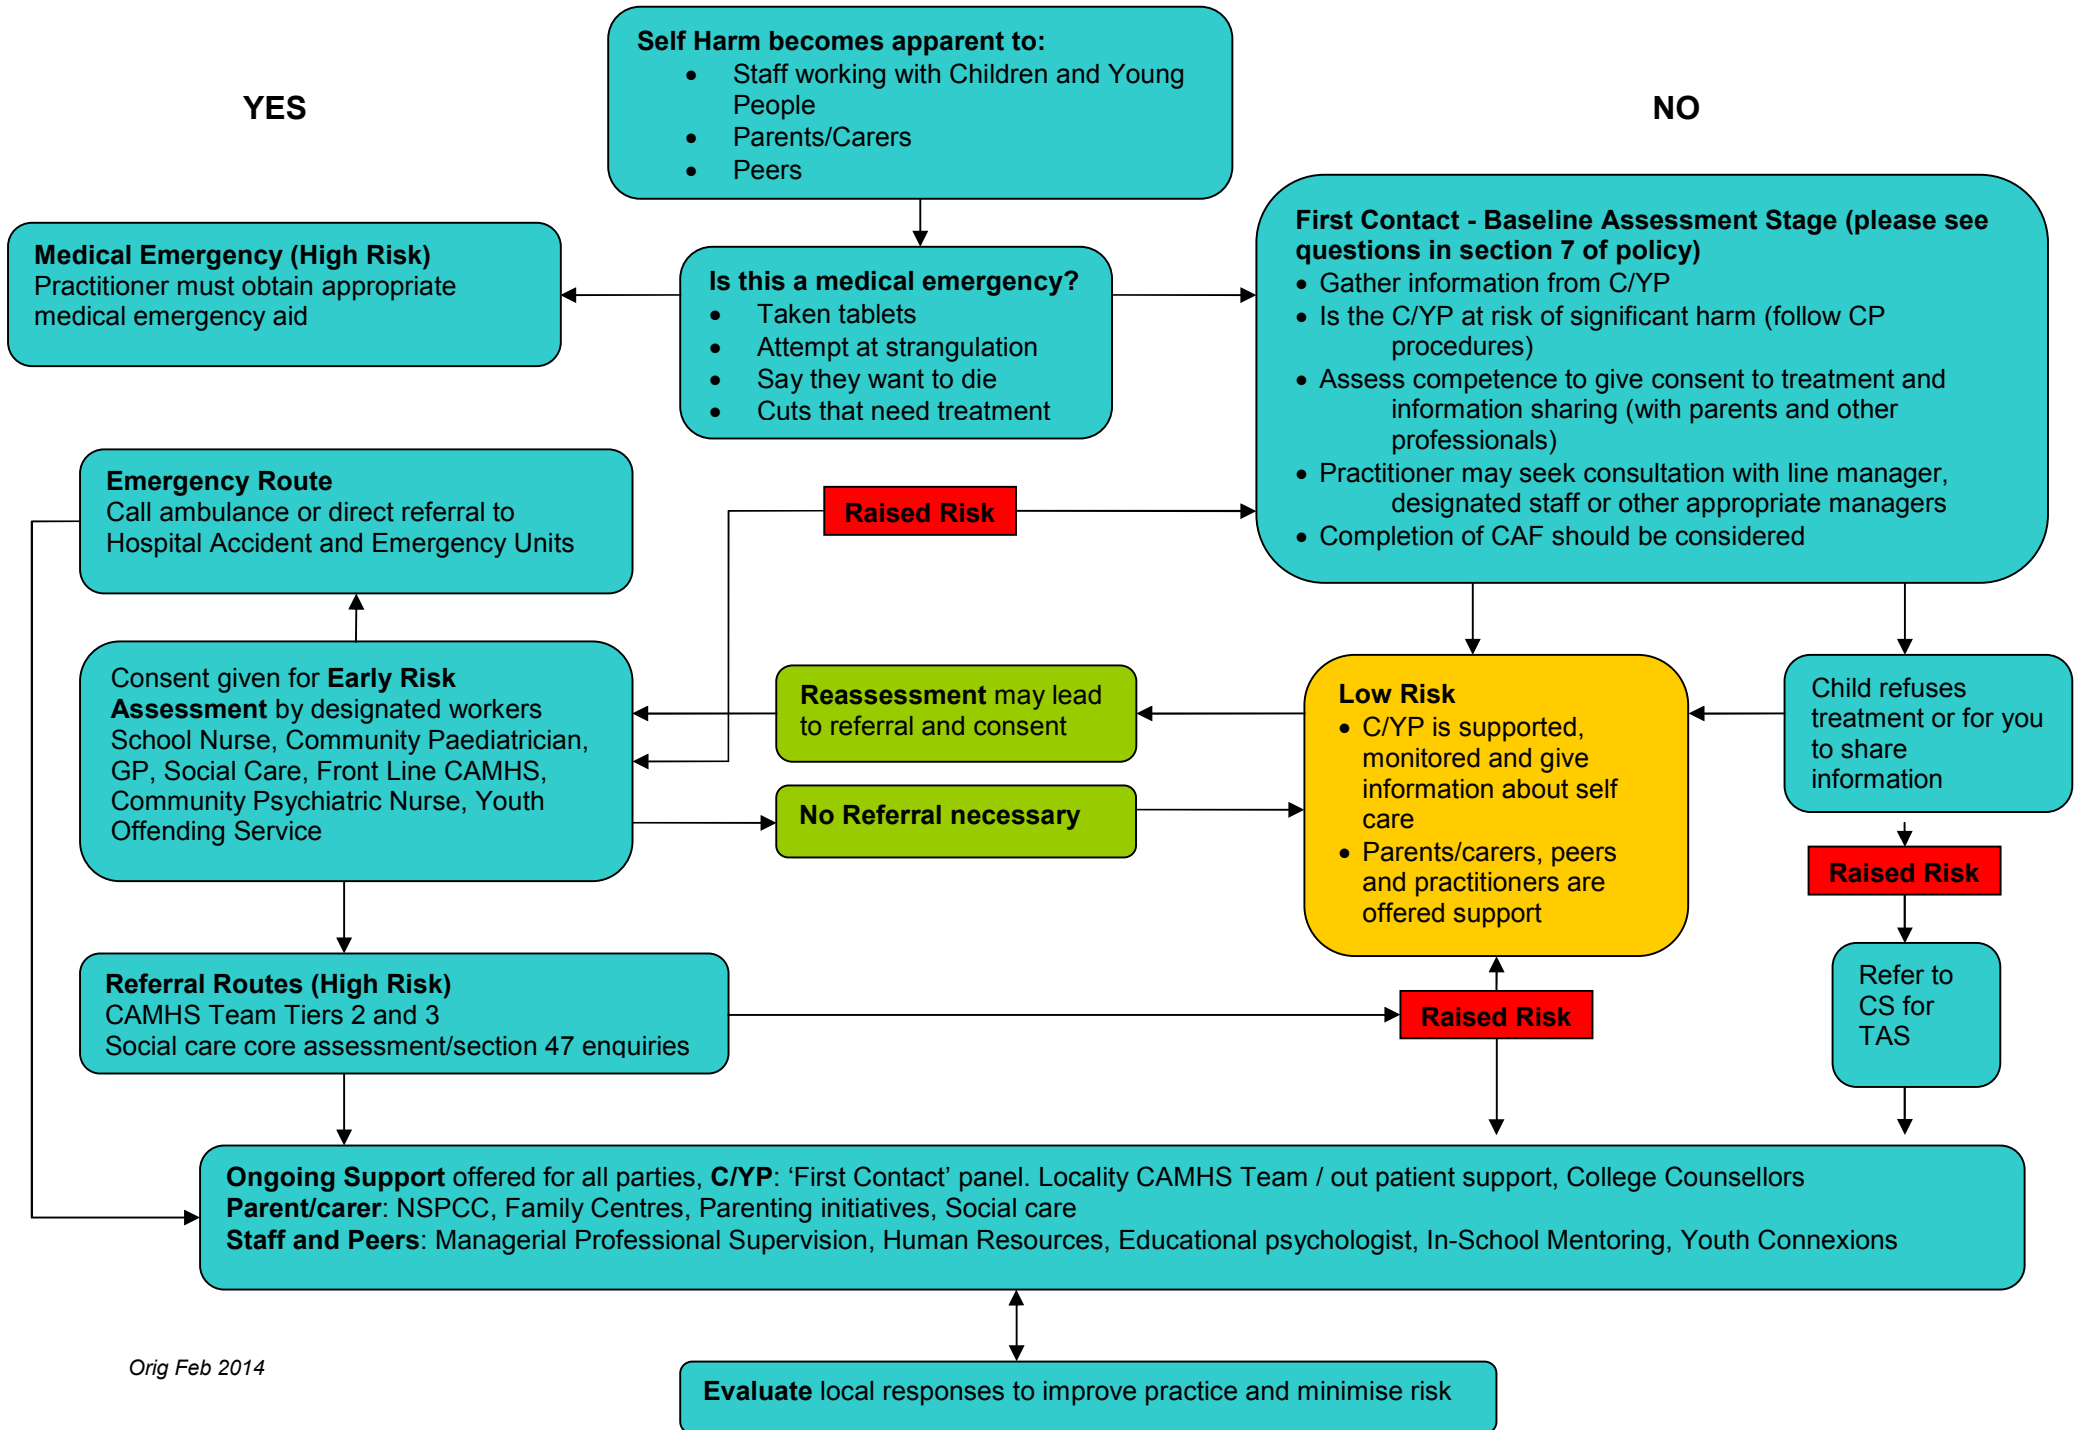 Self Harm becomes apparent to:
• Staff working with Children and Young
People
• Parents/Carers
• Peers
YES
NO
Medical Emergency (High Risk)
Practitioner must obtain appropriate
medical emergency aid
Is this a medical emergency?
• Taken tablets
• Attempt at strangulation
• Say they want to die
• Cuts that need treatment
First Contact - Baseline Assessment Stage (please see
questions in section 7 of policy)
• Gather information from C/YP
• Is the C/YP at risk of significant harm (follow CP
procedures)
• Assess competence to give consent to treatment and
information sharing (with parents and other
professionals)
• Practitioner may seek consultation with line manager,
designated staff or other appropriate managers
• Completion of CAF should be considered
Emergency Route
Call ambulance or direct referral to
Hospital Accident and Emergency Units
Raised Risk
Consent given for Early Risk
Assessment by designated workers
School Nurse, Community Paediatrician,
GP, Social Care, Front Line CAMHS,
Community Psychiatric Nurse, Youth
Offending Service
Reassessment may lead
to referral and consent
No Referral necessary
Low Risk
• C/YP is supported,
monitored and give
information about self
care
• Parents/carers, peers
and practitioners are
offered support
Child refuses
treatment or for you
to share
information
Raised Risk
Refer to
CS for
TAS
Referral Routes (High Risk)
CAMHS Team Tiers 2 and 3
Social care core assessment/section 47 enquiries
Raised Risk
Ongoing Support offered for all parties, C/YP: ‘First Contact’ panel. Locality CAMHS Team / out patient support, College Counsellors
Parent/carer: NSPCC, Family Centres, Parenting initiatives, Social care
Staff and Peers: Managerial Professional Supervision, Human Resources, Educational psychologist, In-School Mentoring, Youth Connexions
Orig Feb 2014
Evaluate local responses to improve practice and minimise risk